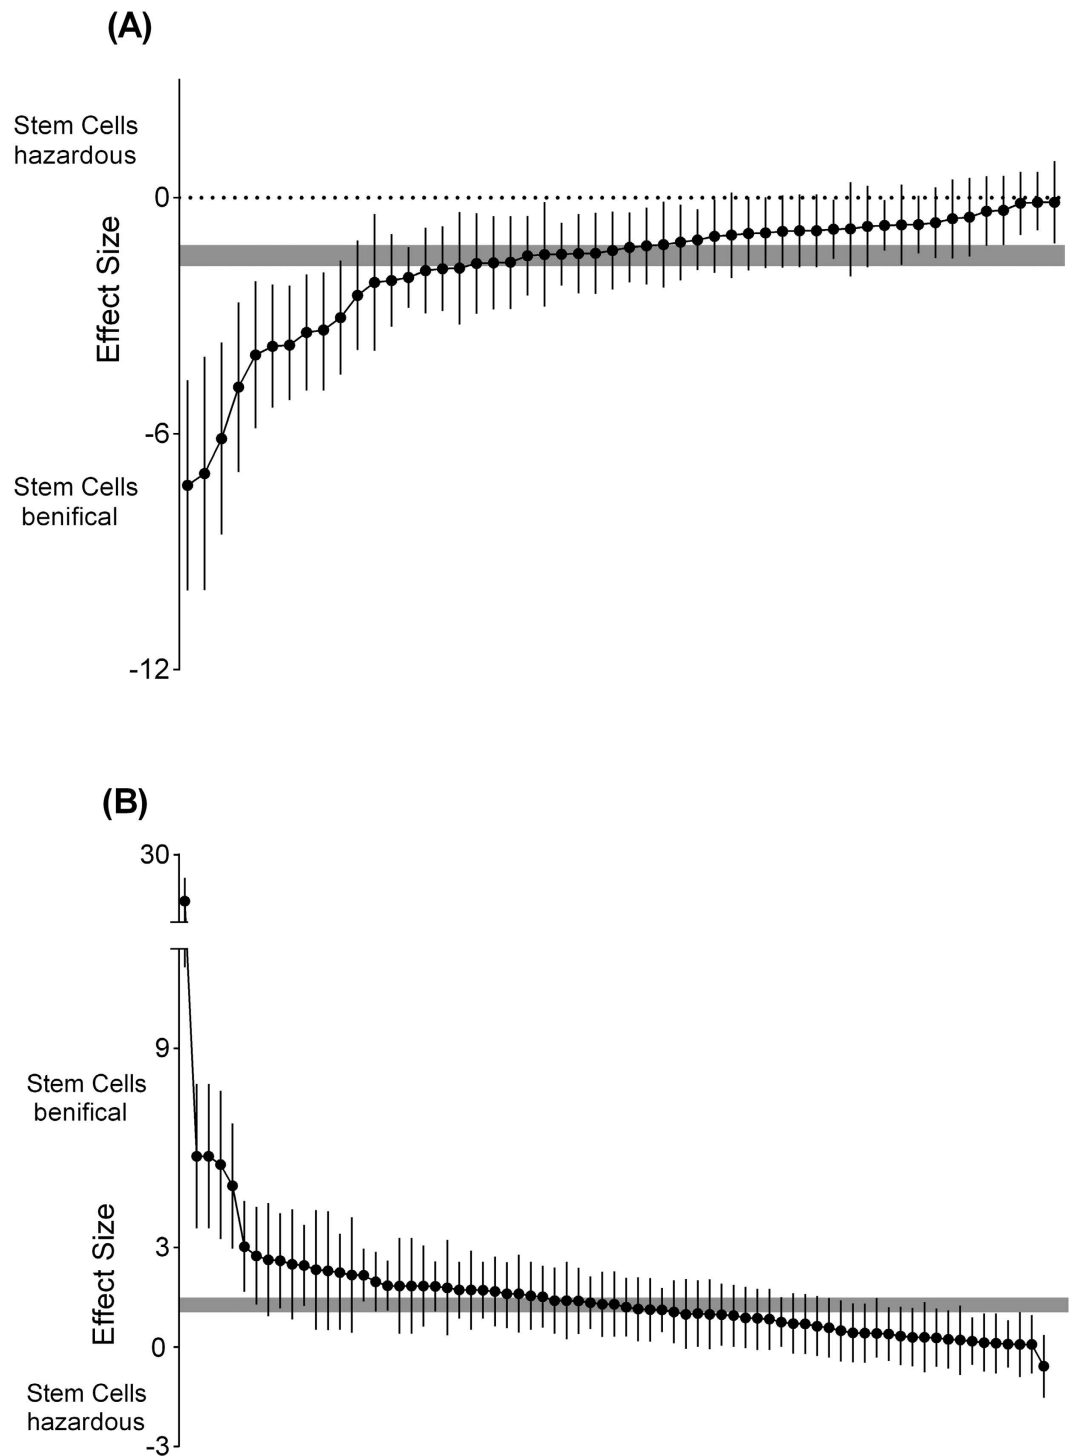 (A)
Stem Cells
hazardous
0
Effect Size
-6
Stem Cells
benifical
-12
(B)
30
9
Stem Cells
benifical
3
Effect Size
0
Stem Cells
hazardous
-3